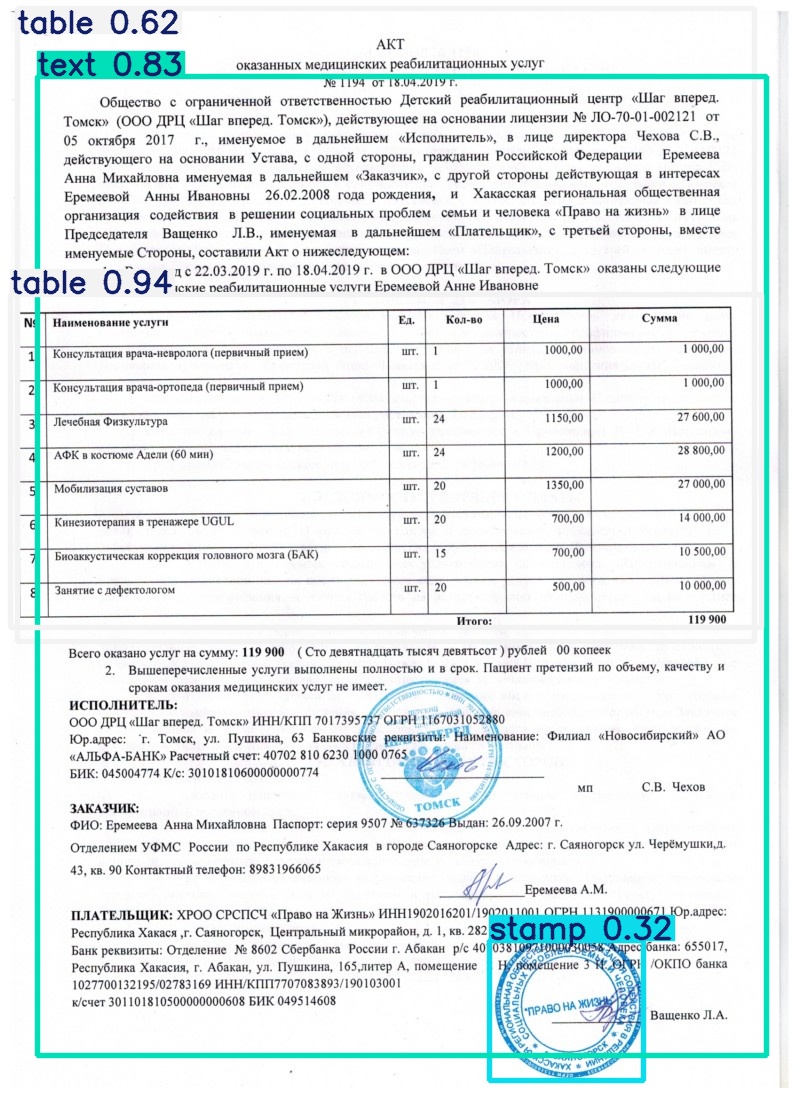 table 0.62
АКТ
оказанных медицинских реабилитационных услуг
text 0.83
№ 1194 от 18.04.2019 г.
Общество с ограниченной ответственностью Детский реабилитационный центр «Шаг вперед.
Томск» (ООО ДРЦ «Шаг вперед. Томск»), действующее на основании лицензии № ЛО-70-01-002121 от
05 октября 2017 г., именуемое в дальнейшем «Исполнитель», в лице директора Чехова С.В.,
действующего на основании Устава, с одной стороны, гражданин Российской Федерации Еремеева
Анна Михайловна именуемая в дальнейшем «Заказчик», с другой стороны действующая в интересах
Еремеевой Анны Ивановны 26.02.2008 года рождения, и Хакасская региональная общественная
организация содействия в решении социальных проблем семьи и человека «Право на жизнь» в лице
Председателя Ващенко Л.В., именуемая в дальнейшем «Плательщик», с третьей стороны, вместе
именуемые Стороны, составили Акт о нижеследующем:
table 0.94
д с 22.03.2019 г. по 18.04.2019 г. в ООО ДРЦ «Шаг вперед. Томск» оказаны следующие
ские реабилитационные услуги Еремеевой Анне Ивановне
№ Наименование услуги Ед. Кол-во Цена Сумма
1 Консультация врача-невролога (первичный прием) шт. 1 1000,00 1 000,00
2 Консультация врача-ортопеда (первичный прием) шт. 1 1000,00 1 000,00
3 Лечебная Физкультура шт. 24 1150,00 27 600,00
4 АФК в костюме Адели (60 мин) шт. 24 1200,00 28 800,00
5 Мобилизация суставов шт. 20 1350,00 27 000,00
6 Кинезиотерапия в тренажере UGUL шт. 20 700,00 14 000,00
7 Биоаккустическая коррекция головного мозга (БАК) шт. 15 700,00 10 500,00
8 Занятие с дефектологом шт. 20 500,00 10 000,00
Итого: 119 900
Всего оказано услуг на сумму: 119 900 ( Сто девятнадцать тысяч девятьсот ) рублей 00 копеек
2. Вышеперечисленные услуги выполнены полностью и в срок. Пациент претензий по объему, качеству и
срокам оказания медицинских услуг не имеет.
ИСПОЛНИТЕЛЬ:
ООО ДРЦ «Шаг вперед. Томск» ИНН/КПП 7017395737 ОГРН 1167031052880
Юр.адрес: г. Томск, ул. Пушкина, 63 Банковские реквизиты: Наименование: Филиал «Новосибирский» АО
«АЛЬФА-БАНК» Расчетный счет: 40702 810 6230 1000 0765
БИК: 045004774 К/с: 30101810600000000774
ТОМСК
мп С.В. Чехов
ЗАКАЗЧИК:
ФИО: Еремеева Анна Михайловна Паспорт: серия 9507 № 637326 Выдан: 26.09.2007 г.
Отделением УФМС России по Республике Хакасия в городе Саяногорске Адрес: г. Саяногорск ул. Черёмушки,д.
43, кв. 90 Контактный телефон: 89831966065
Еремеева А.М.
ПЛАТЕЛЬЩИК: ХРОО СРСПСЧ «Право на Жизнь» ИНН1902016201/1902011001 ОГРН 1131900000671 Юр.адрес:
Республика Хакася ,г. Саяногорск, Центральный микрорайон, д. 1, кв. 282
stamp 0.32
Банк реквизиты: Отделение № 8602 Сбербанка России г. Абакан р/с 40703810971000030058 Адрес банка: 655017,
Республика Хакасия, г. Абакан, ул. Пушкина, 165,литер А, помещение Н, помещение 3 Н. ОГРН /ОКПО банка
1027700132195/02783169 ИНН/КПП7707083893/190103001
к/счет 30110181050000000608 БИК 049514608
"ПРАВО НА ЖИЗНЬ"
Ващенко Л.А.